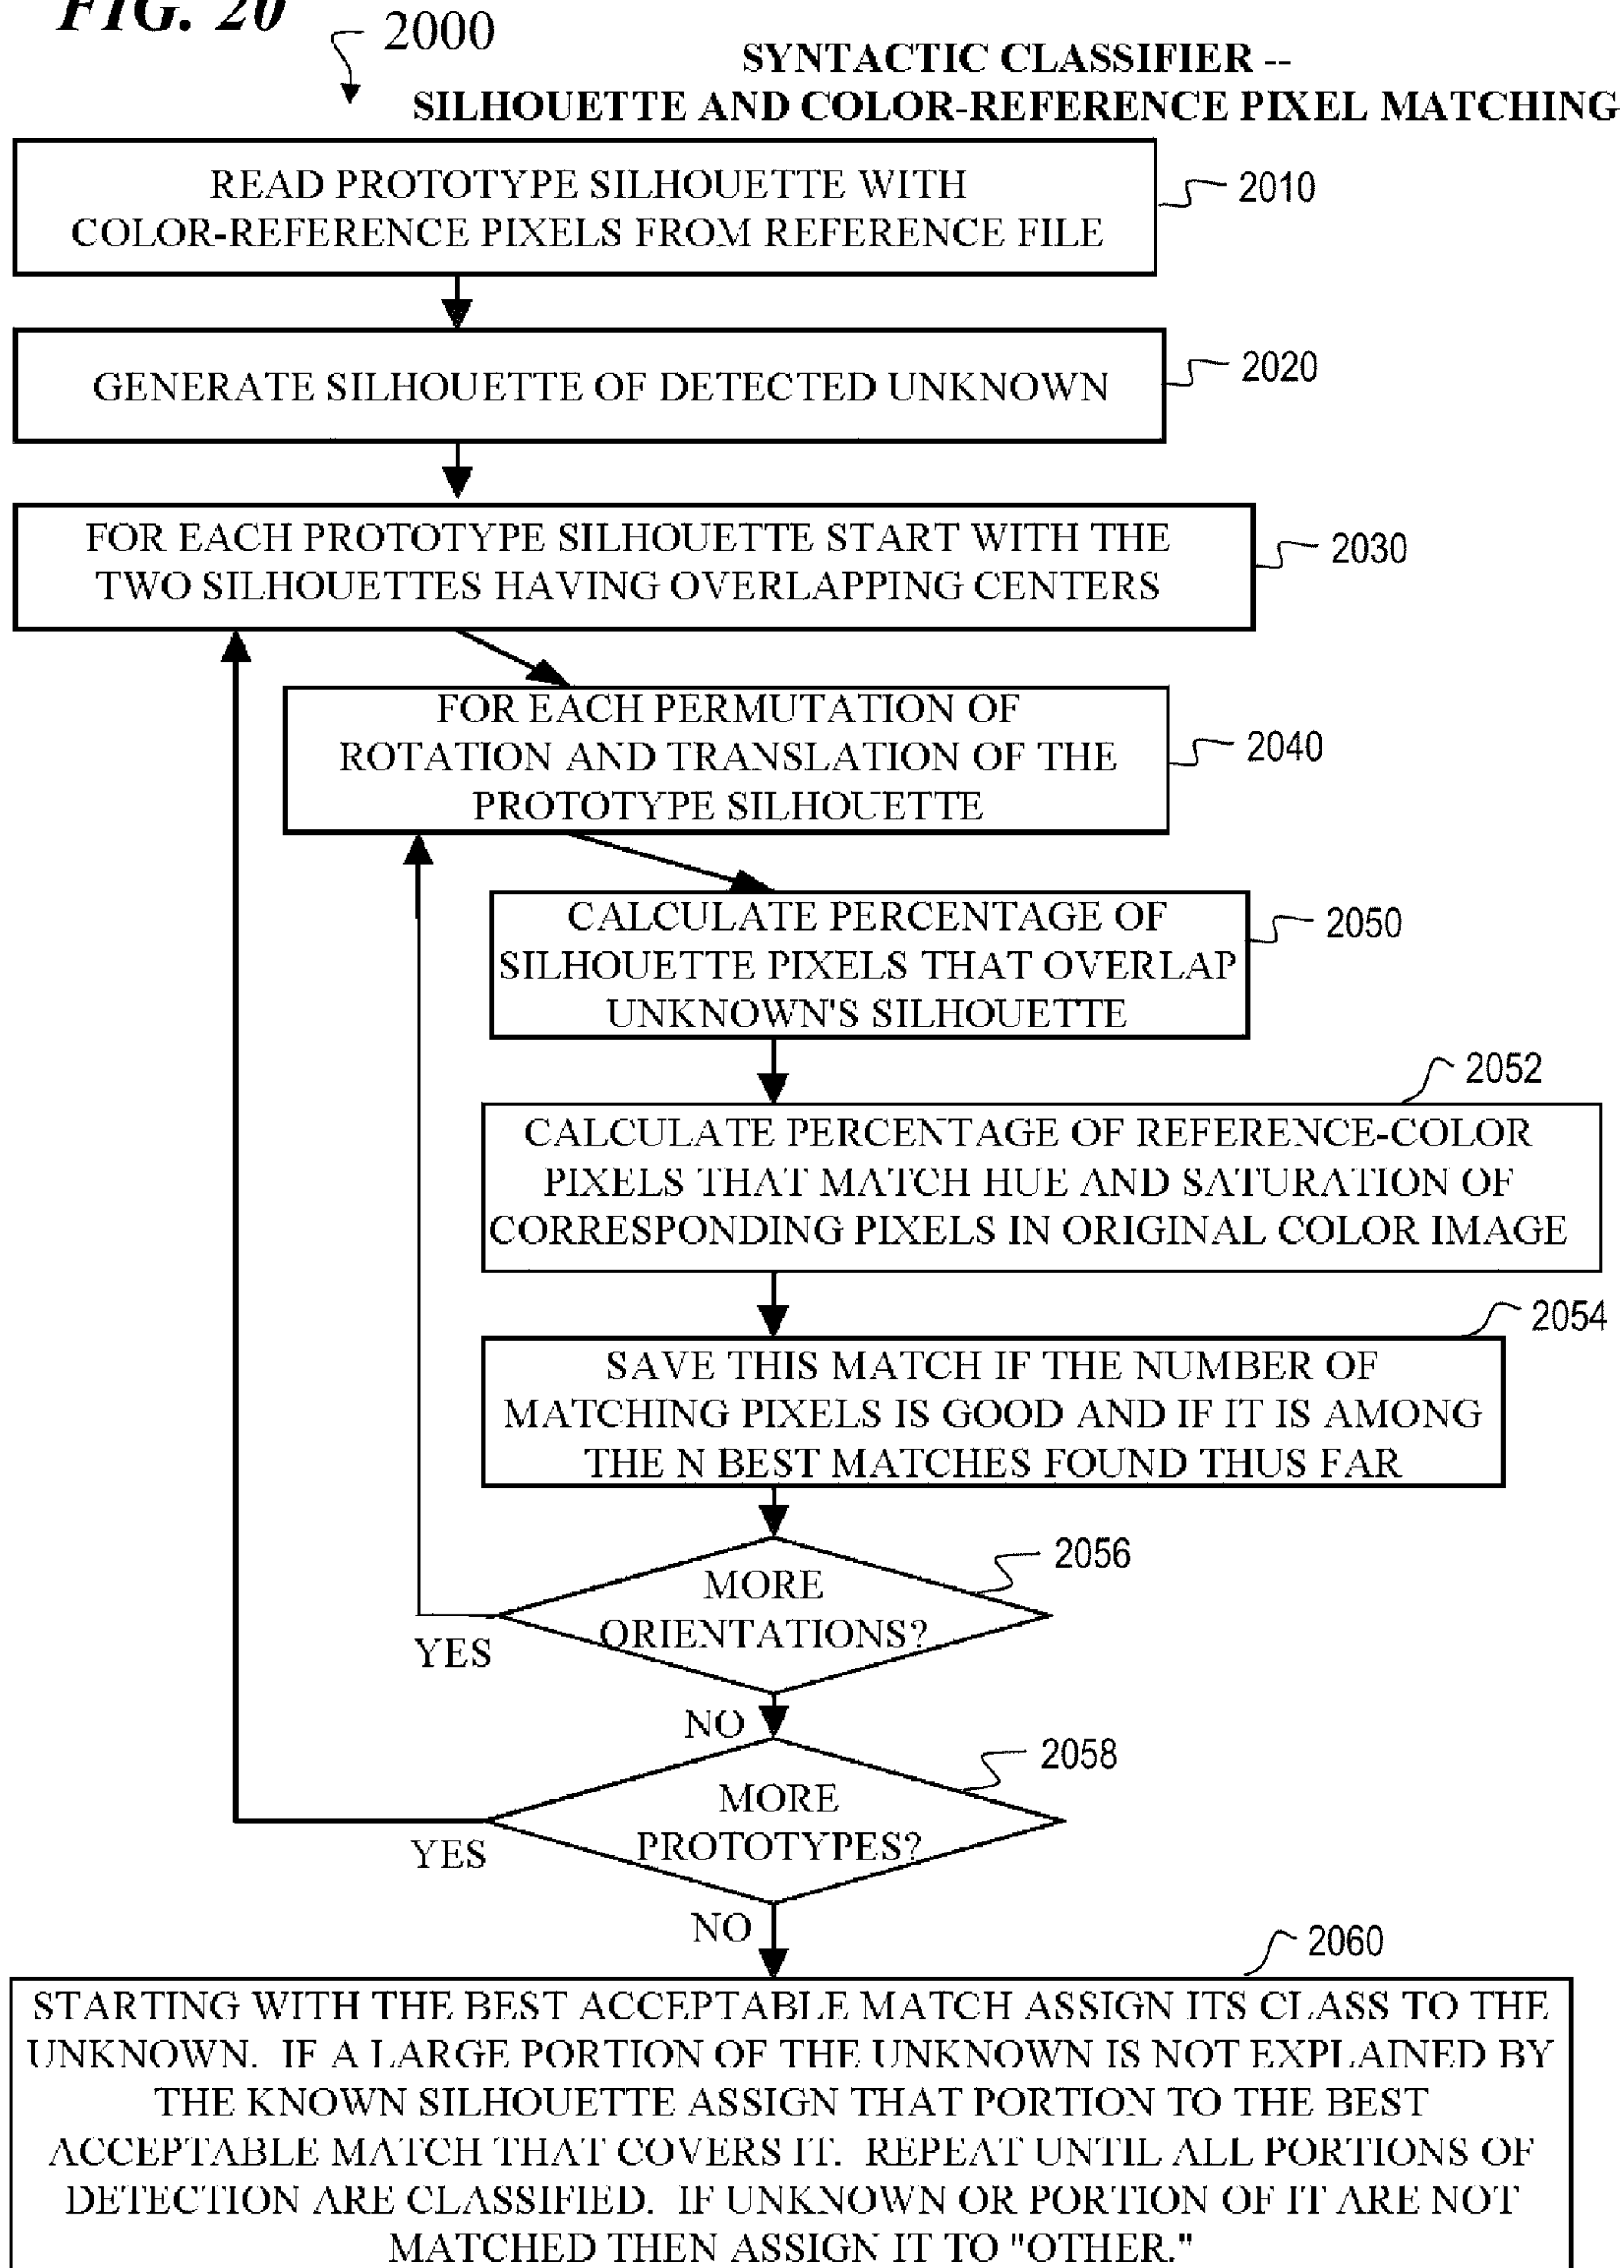 FIG. 20
2000
SYNTACTIC CLASSIFIER --
SILHOUETTE AND COLOR-REFERENCE PIXEL MATCHING
READ PROTOTYPE SILHOUETTE WITH
COLOR-REFERENCE PIXELS FROM REFERENCE FILE
2010
GENERATE SILHOUETTE OF DETECTED UNKNOWN
2020
FOR EACH PROTOTYPE SILHOUETTE START WITH THE
TWO SILHOUETTES HAVING OVERLAPPING CENTERS
2030
FOR EACH PERMUTATION OF
ROTATION AND TRANSLATION OF THE
PROTOTYPE SILHOUETTE
2040
CALCULATE PERCENTAGE OF
SILHOUETTE PIXELS THAT OVERLAP
UNKNOWN'S SILHOUETTE
2050
2052
CALCULATE PERCENTAGE OF REFERENCE-COLOR
PIXELS THAT MATCH HUE AND SATURATION OF
CORRESPONDING PIXELS IN ORIGINAL COLOR IMAGE
2054
SAVE THIS MATCH IF THE NUMBER OF
MATCHING PIXELS IS GOOD AND IF IT IS AMONG
THE N BEST MATCHES FOUND THUS FAR
2056
MORE
ORIENTATIONS?
YES
NO
2058
MORE
PROTOTYPES?
YES
NO
2060
STARTING WITH THE BEST ACCEPTABLE MATCH ASSIGN ITS CLASS TO THE
UNKNOWN. IF A LARGE PORTION OF THE UNKNOWN IS NOT EXPLAINED BY
THE KNOWN SILHOUETTE ASSIGN THAT PORTION TO THE BEST
ACCEPTABLE MATCH THAT COVERS IT. REPEAT UNTIL ALL PORTIONS OF
DETECTION ARE CLASSIFIED. IF UNKNOWN OR PORTION OF IT ARE NOT
MATCHED THEN ASSIGN IT TO "OTHER."